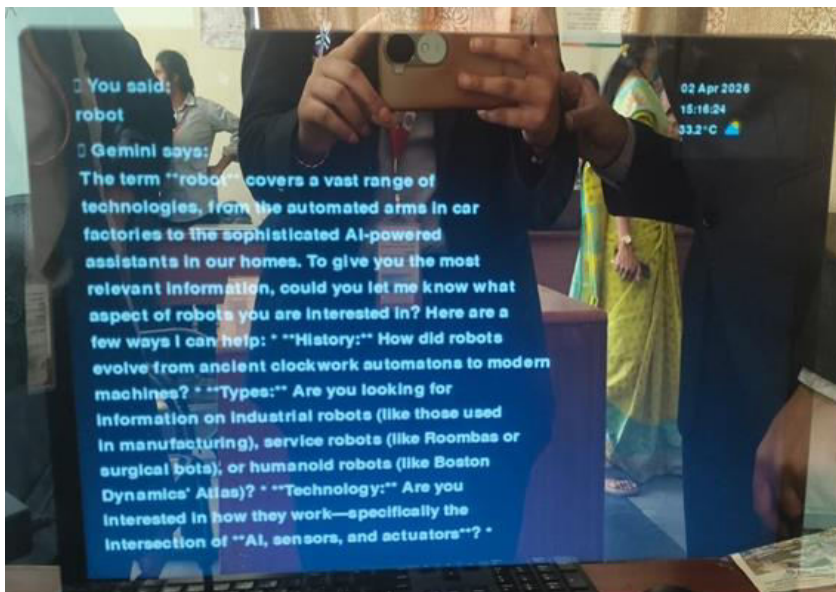 You said:
robot
Gemini says:
The term **robot** covers a vast range of
technologies, from the automated arms in car
factories to the sophisticated AI-powered
assistants in our homes. To give you the most
relevant information, could you let me know what
aspect of robots you are interested in? Here are a
few ways I can help: * **History:** How did robots
evolve from ancient clockwork automatons to modern
machines? * **Types:** Are you looking for
information on industrial robots (like those used
in manufacturing), service robots (like Roombas or
surgical bots), or humanoid robots (like Boston
Dynamics' Atlas)? * **Technology:** Are you
interested in how they work—specifically the
intersection of **AI, sensors, and actuators**? *
02 Apr 2026
15:16:24
33.2°C